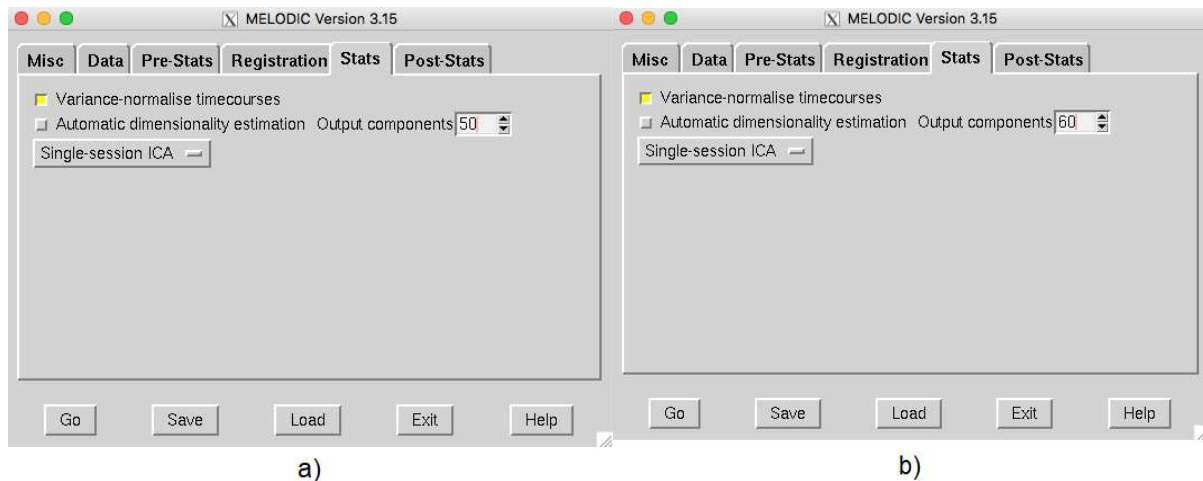 MELODIC Version 3.15
Misc Data Pre-Stats Registration Stats Post-Stats
Variance-normalise timecourses
Automatic dimensionality estimation Output components 50
Single-session ICA
Go Save Load Exit Help
a)
MELODIC Version 3.15
Misc Data Pre-Stats Registration Stats Post-Stats
Variance-normalise timecourses
Automatic dimensionality estimation Output components 60
Single-session ICA
Go Save Load Exit Help
b)